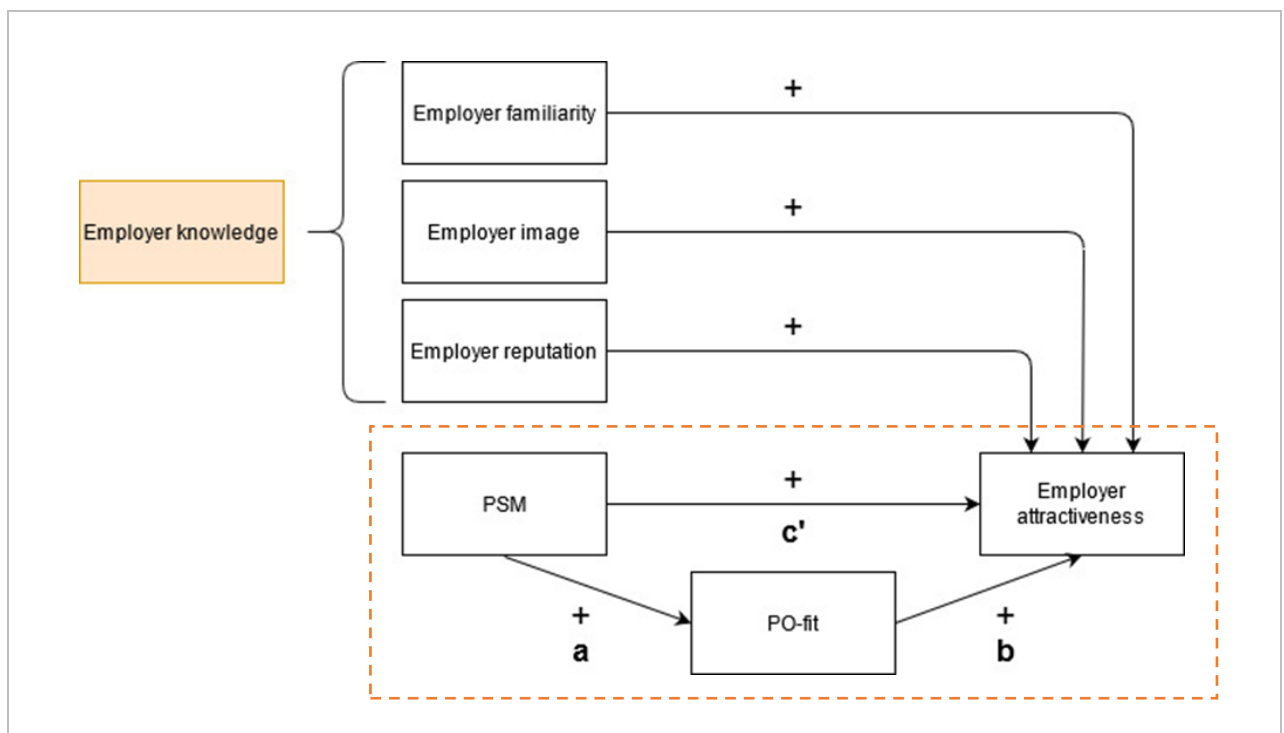 +
Employer familiarity
+
Employer knowledge
Employer image
+
Employer reputation
+
PSM
Employer
attractiveness
c'
+
a
PO-fit
+
b